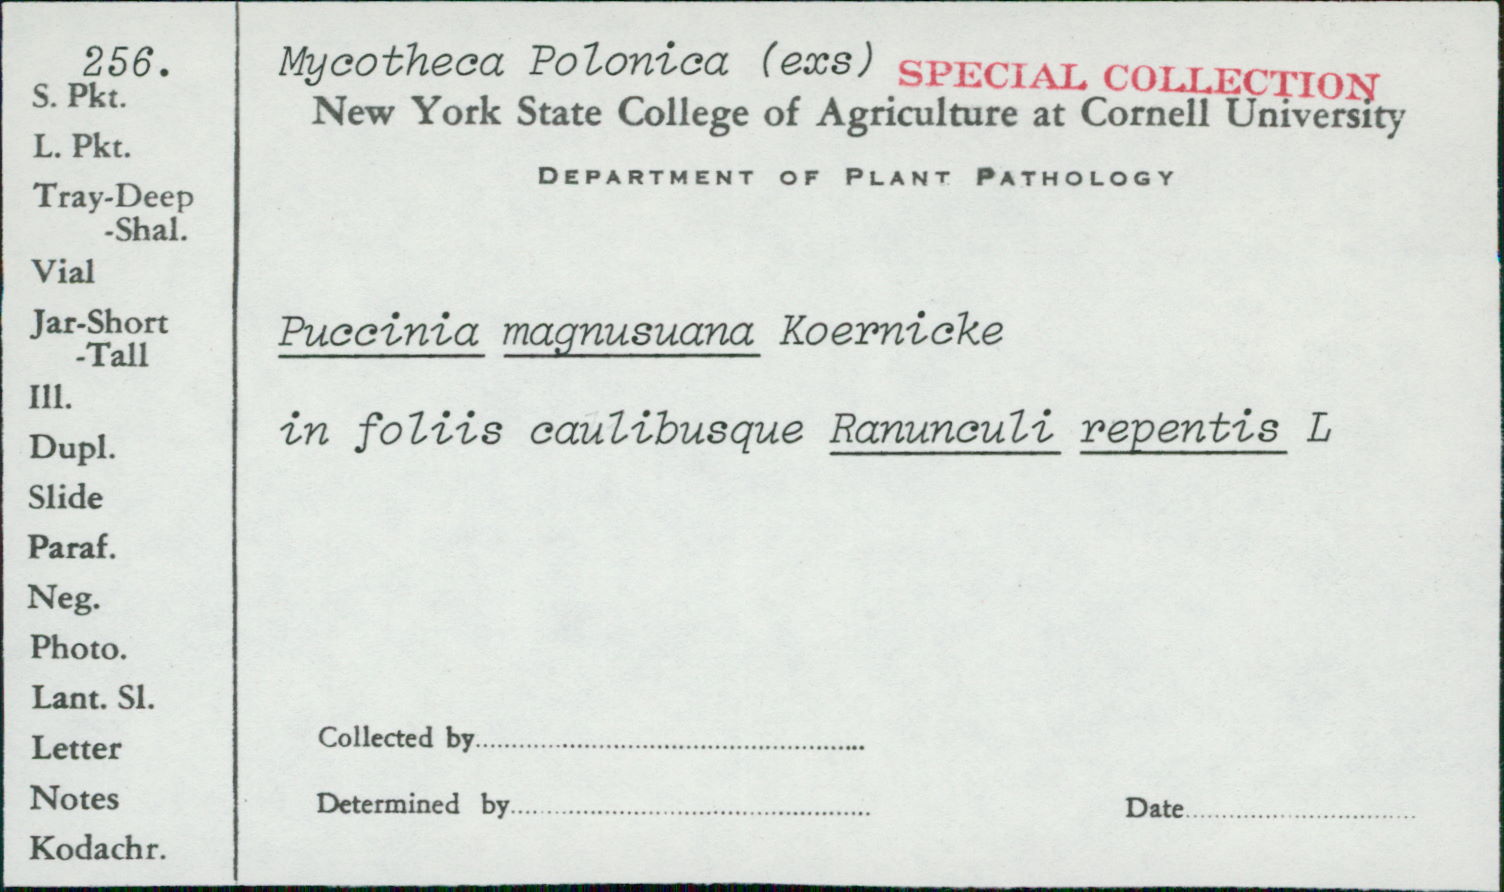 256.
S. Pkt.
L. Pkt.
Tray-Deep
-Shal.
Vial
Jar-Short
-Tall
Ill.
Dupl.
Slide
Paraf.
Neg.
Photo.
Lant. Sl.
Letter
Notes
Kodachr.
Mycotheca Polonica (exs)
SPECIAL COLLECTION
New York State College of Agriculture at Cornell University
DEPARTMENT OF PLANT PATHOLOGY
Puccinia magnusuana Koernicke
in foliis caulibusque Ranunculi repentis L
Collected by
Determined by
Date